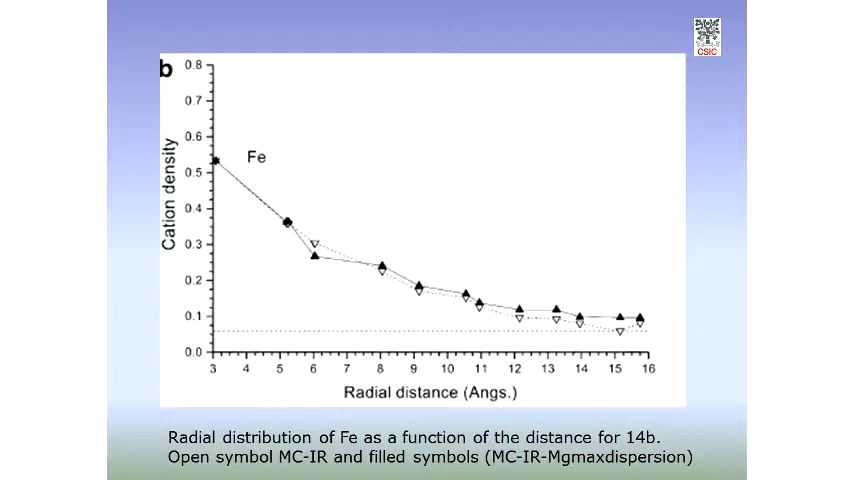 CSIC
b
0.8
0.7
0.6
Fe
0.5
0.4
0.3
0.2
0.1
0.0
Cation density
3 4 5 6 7 8 9 10 11 12 13 14 15 16
Radial distance (Angs.)
Radial distribution of Fe as a function of the distance for 14b.
Open symbol MC-IR and filled symbols (MC-IR-Mgmaxdispersion)